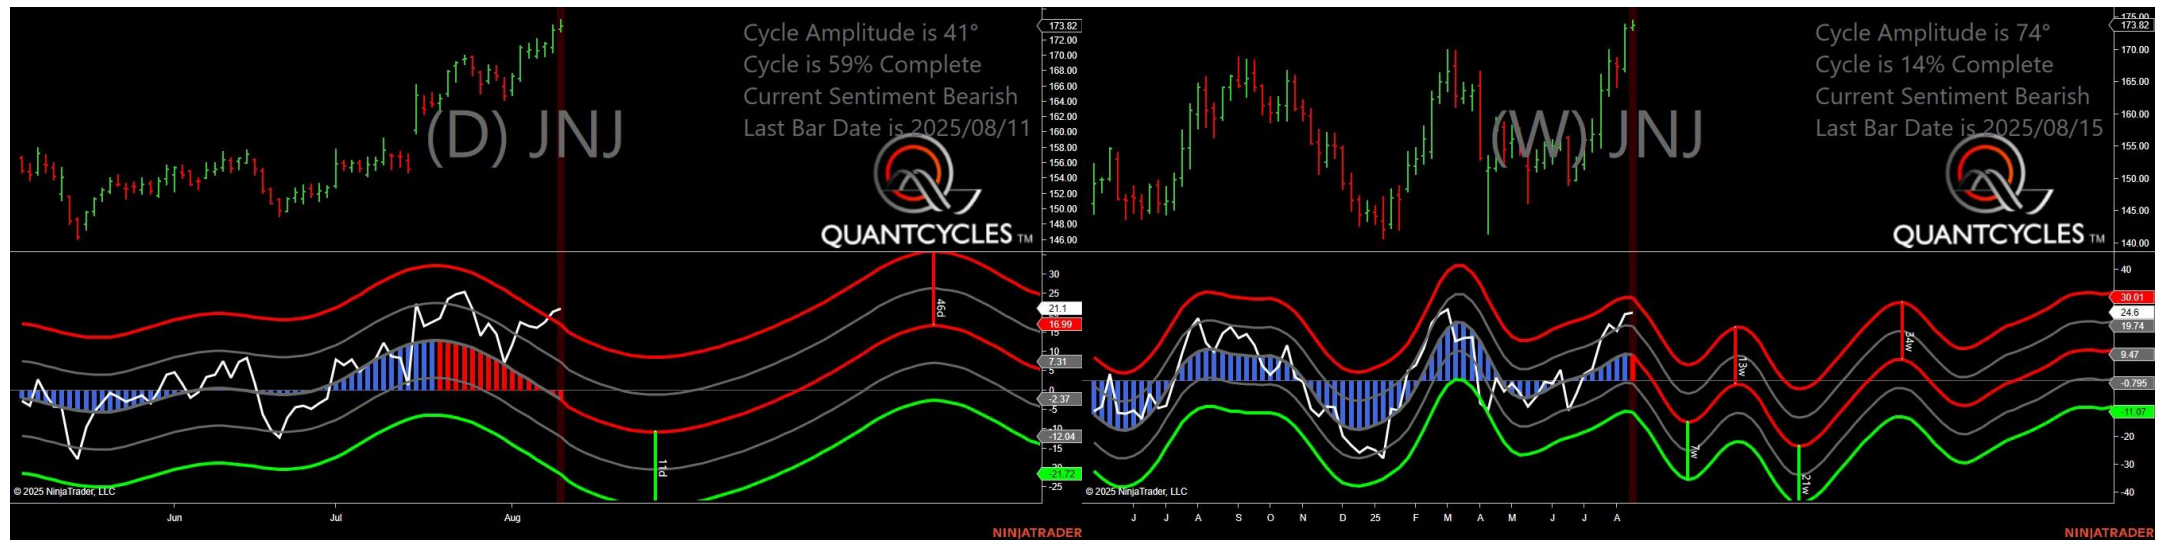 Cycle Amplitude is 41°
Cycle is 59% Complete
Current Sentiment Bearish
Last Bar Date is 2025/08/11
(D) JNJ
QUANTCYCLES TM
173.82
172.00
170.00
168.00
166.00
164.00
162.00
160.00
158.00
156.00
154.00
152.00
150.00
148.00
146.00
30
25
21.1
16.99
15
10
7.31
5
0
-2.37
-5
-10
-12.04
-15
-21.72
-25
46d
11d
© 2025 NinjaTrader, LLC
Jun
Jul
Aug
NINJATRADER
Cycle Amplitude is 74°
Cycle is 14% Complete
Current Sentiment Bearish
Last Bar Date is 2025/08/15
(W) JNJ
QUANTCYCLES TM
175.00
173.82
170.00
165.00
160.00
155.00
150.00
145.00
140.00
40
30.01
24.6
19.74
9.47
-0.795
-11.07
-20
-30
-40
7w
13w
21w
34w
© 2025 NinjaTrader, LLC
J J A S O N D 25 F M A M J J A
NINJATRADER